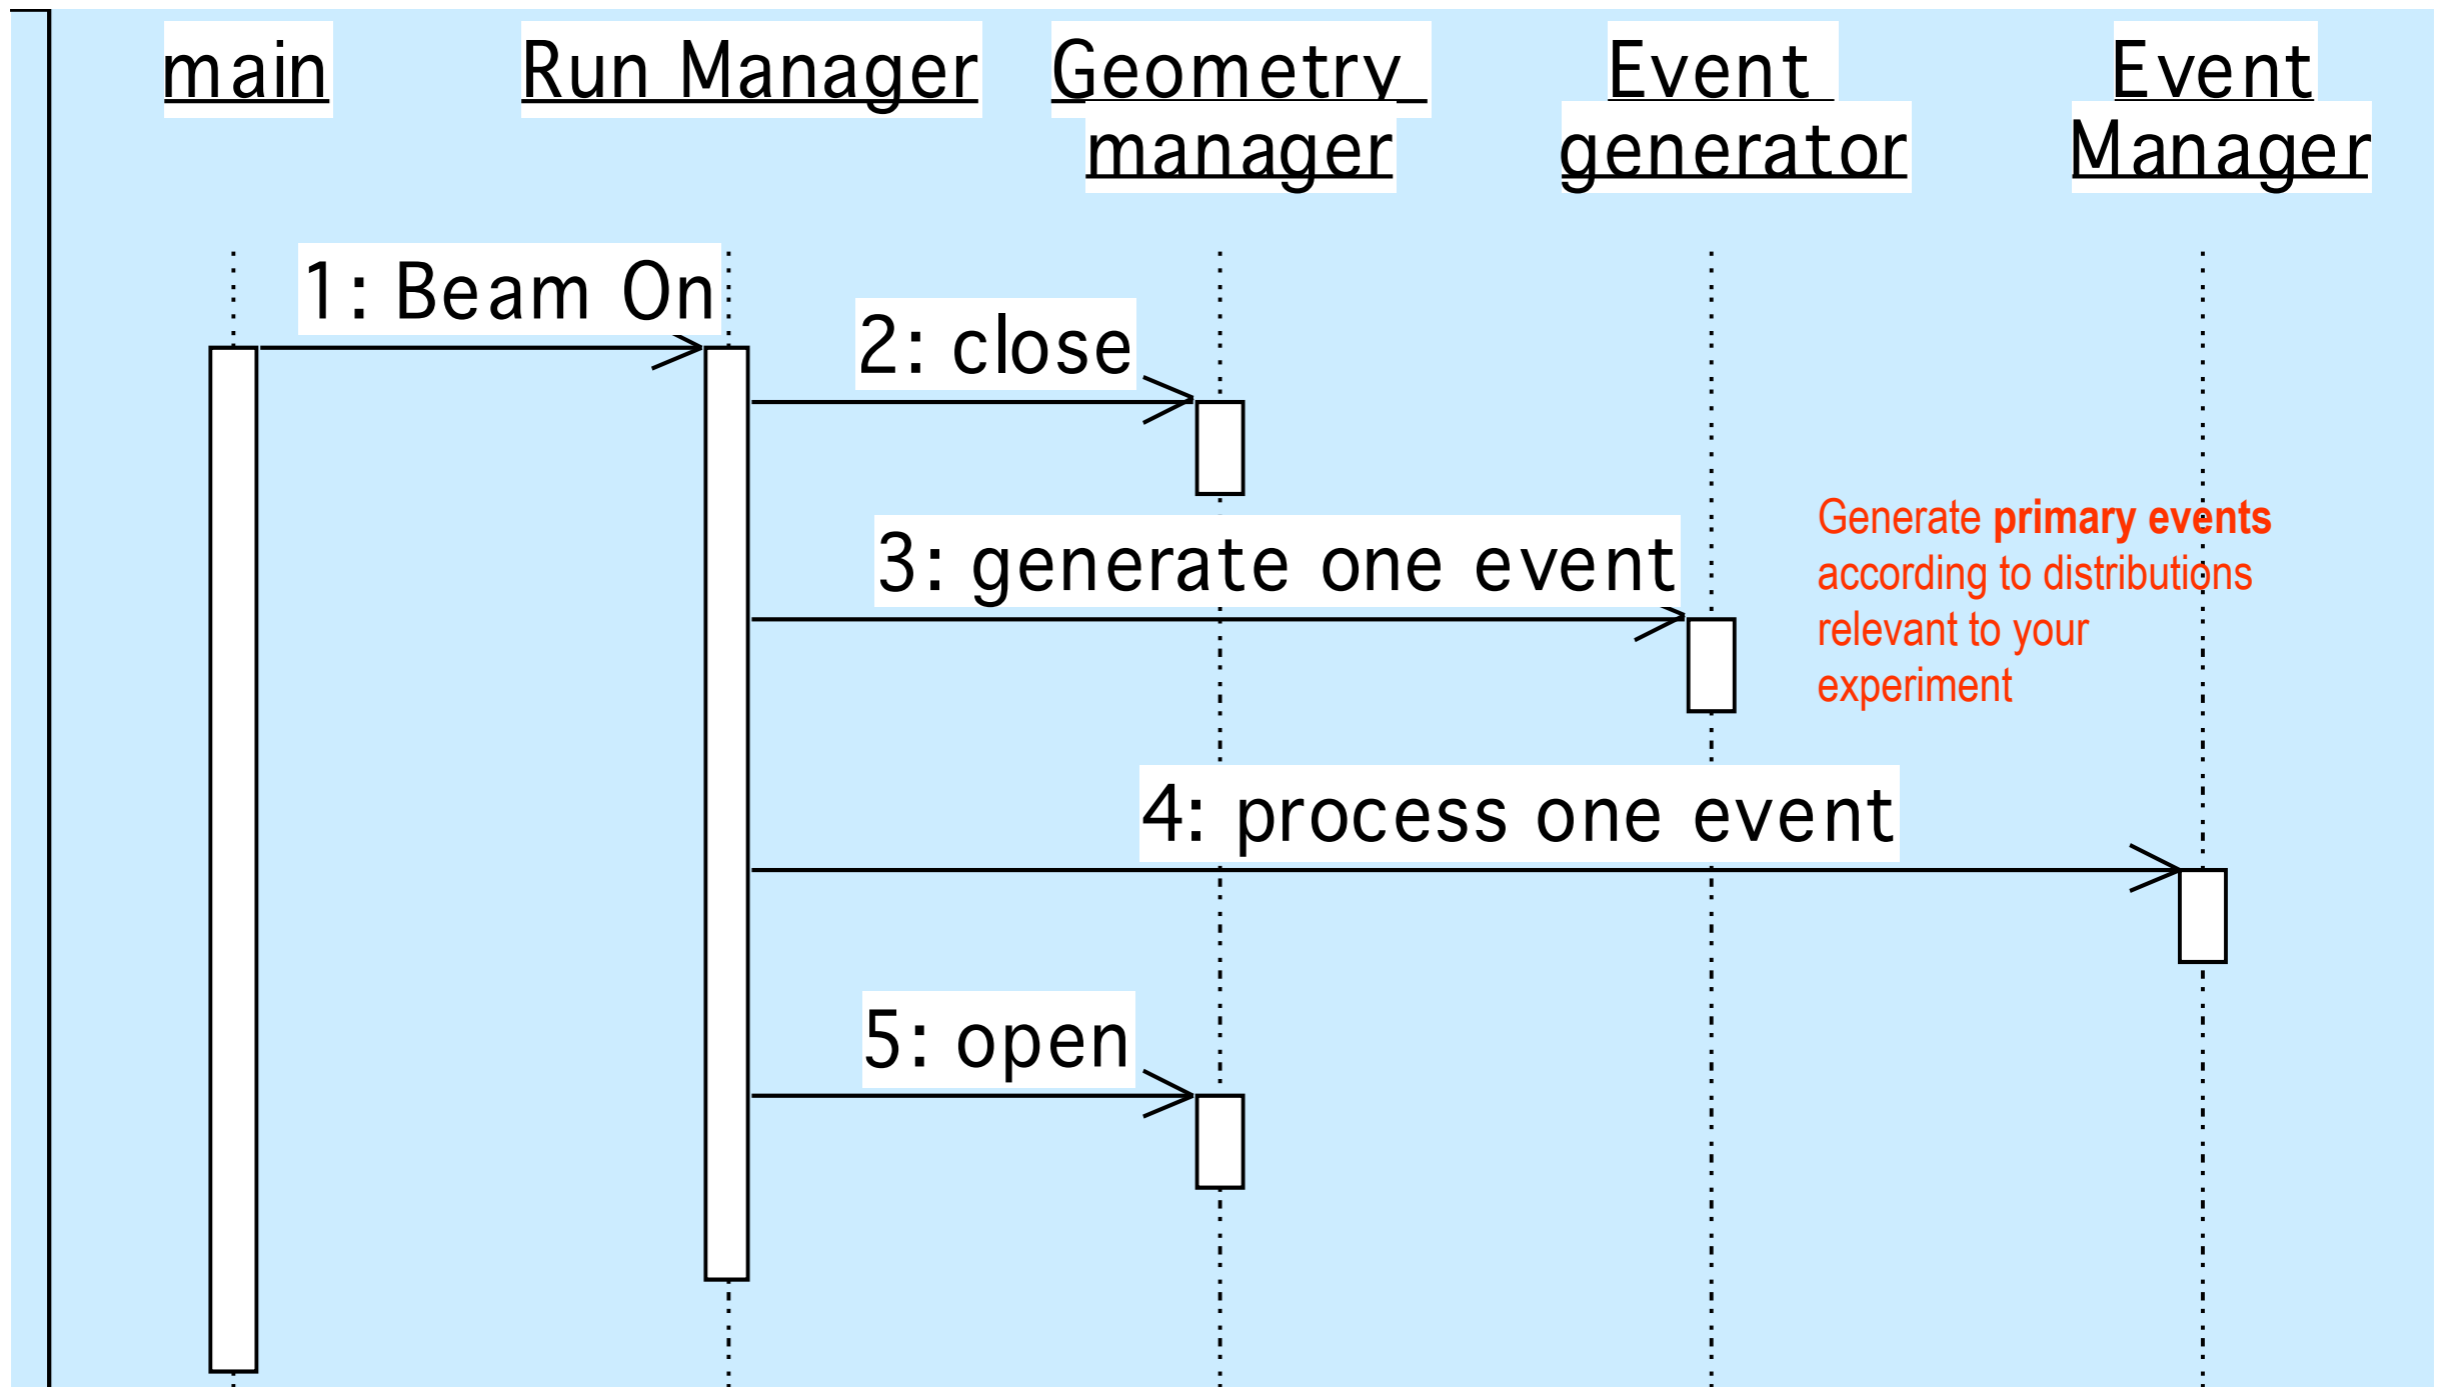 main
Run Manager
Geometry
manager
Event
generator
Event
Manager
1: Beam On
2: close
3: generate one event
Generate primary events
according to distributions
relevant to your
experiment
4: process one event
5: open